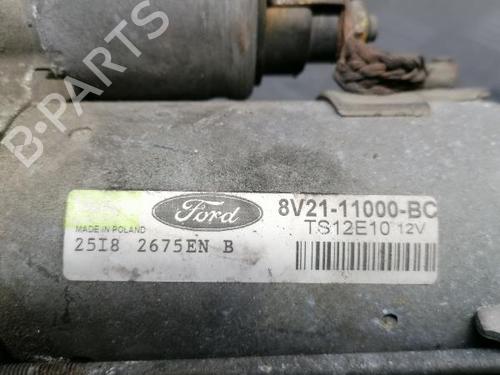 B-PARTS
Ford
8V21-11000-BC
MADE IN POLAND
TS12E10 12V
25I8 2675EN B